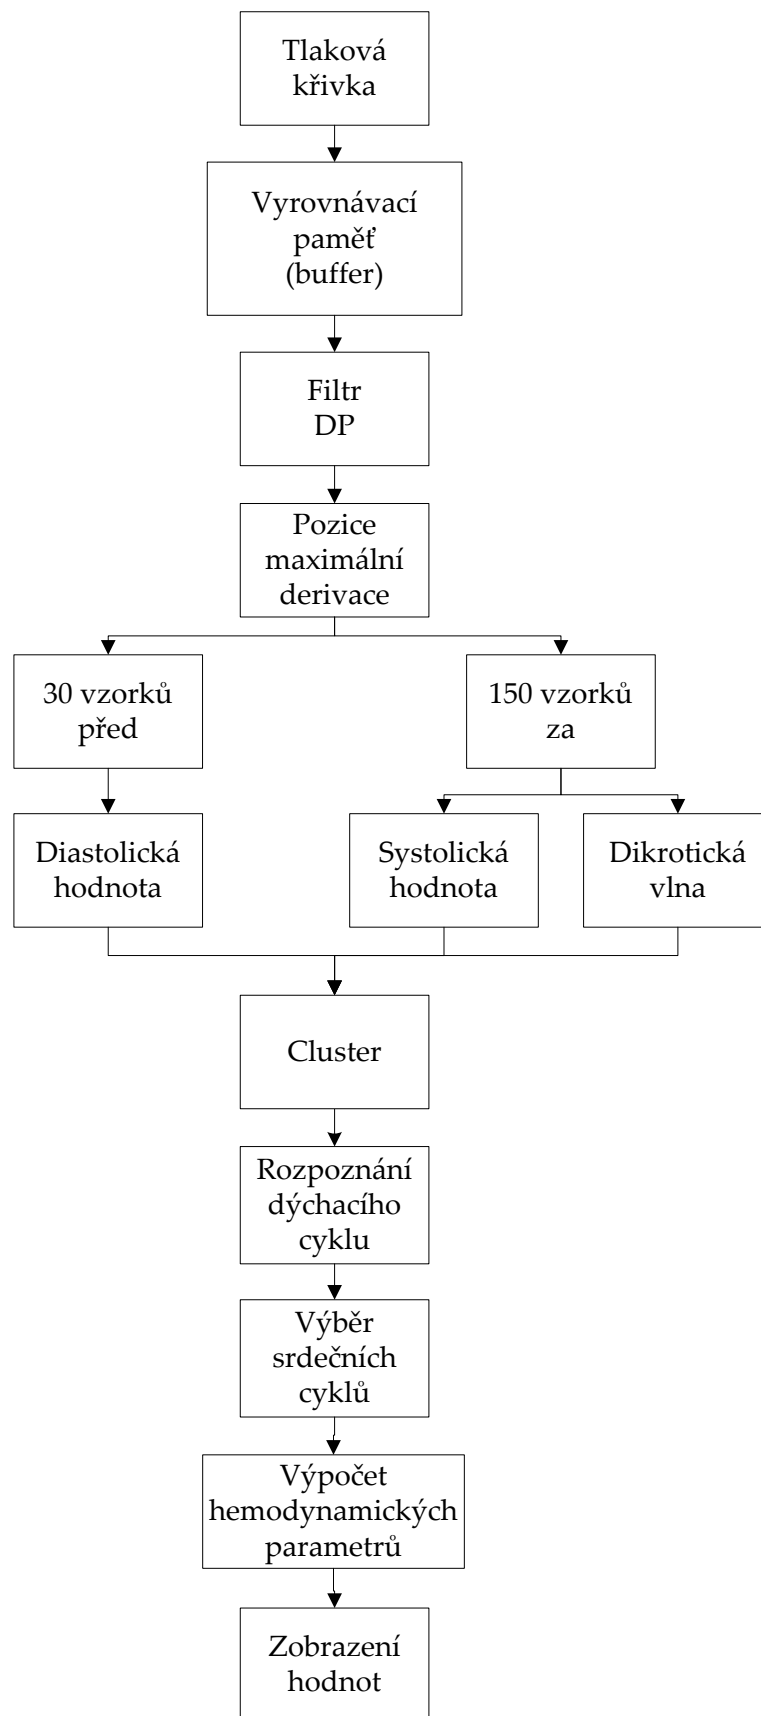 Tlaková
křivka
Vyrovnávací
paměť
(buffer)
Filtr
DP
Pozice
maximální
derivace
30 vzorků
před
150 vzorků
za
Diastolická
hodnota
Systolická
hodnota
Dikrotická
vlna
Cluster
Rozpoznání
dýchacího
cyklu
Výběr
srdečních
cyklů
Výpočet
hemodynamických
parametrů
Zobrazení
hodnot